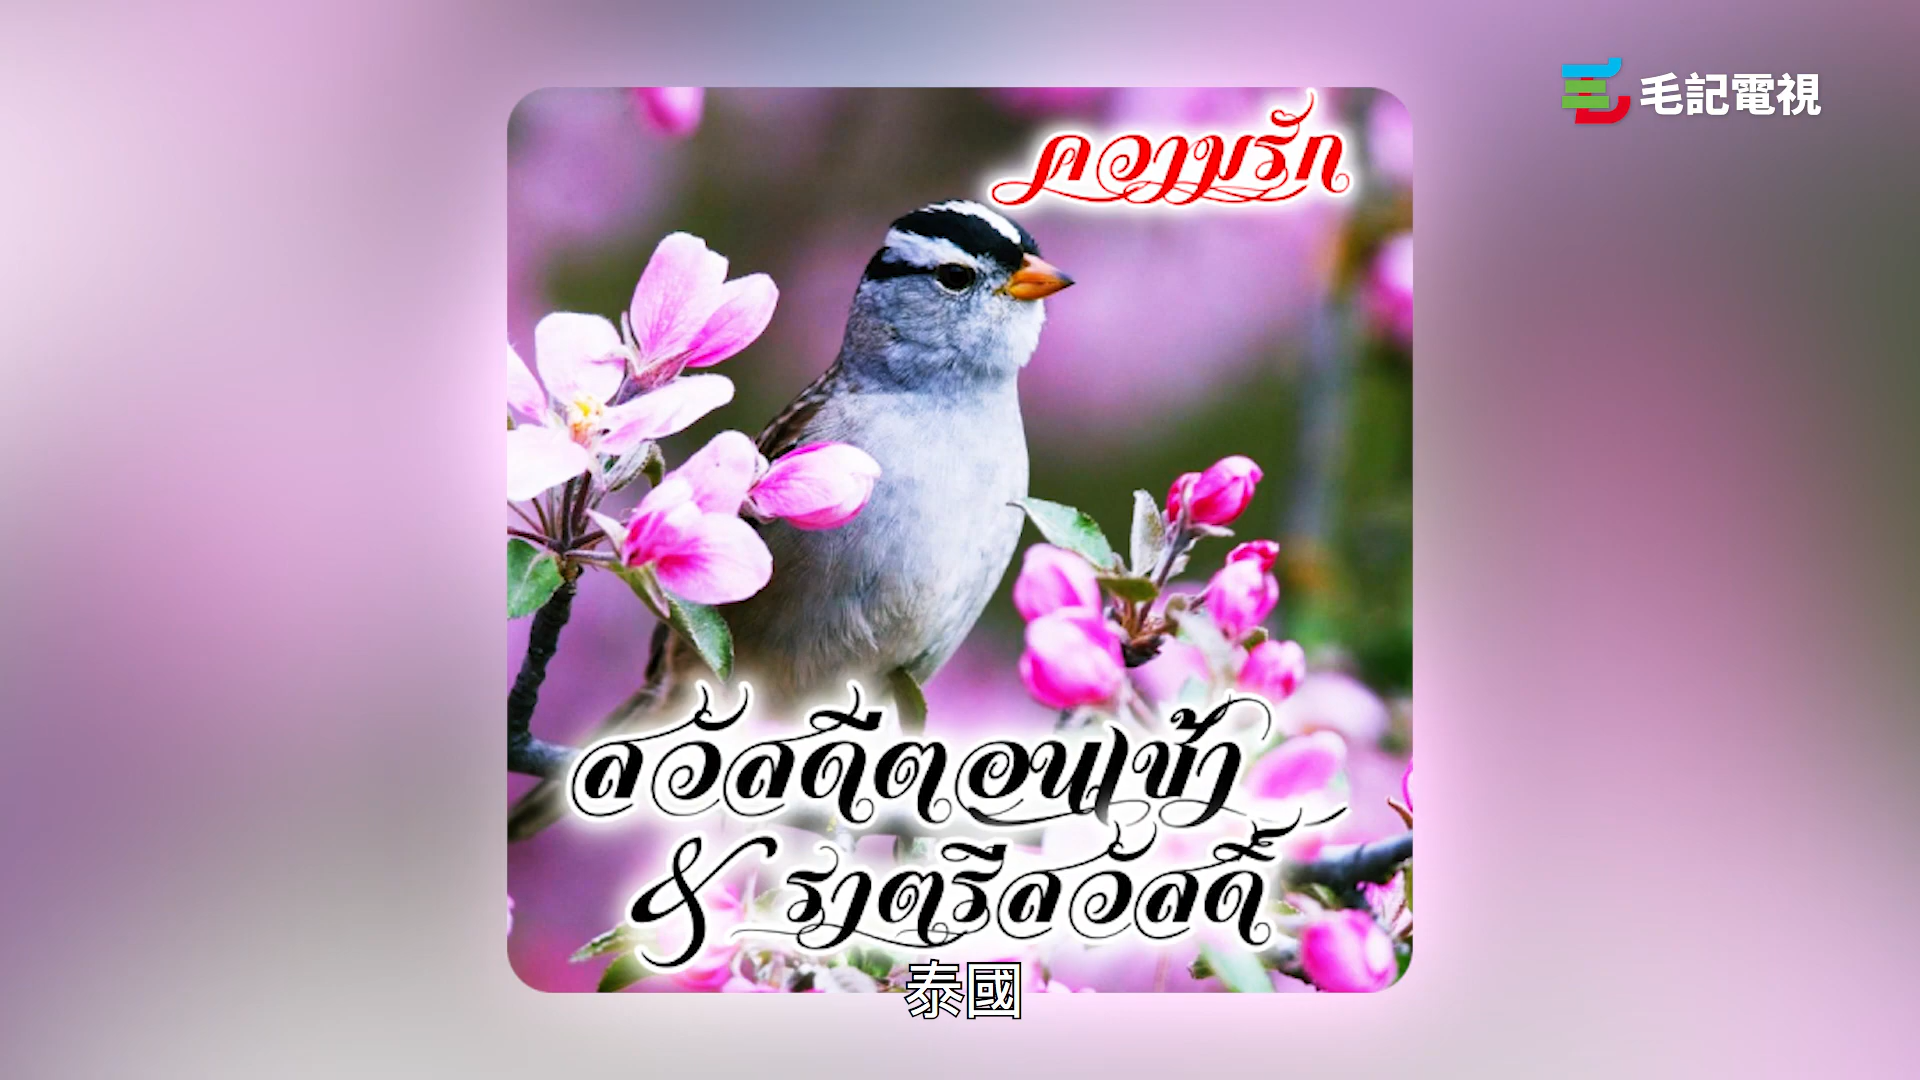 毛記電視
ความรัก
สวัสดีตอนเช้า
& ราตรีสวัสดิ์
泰國